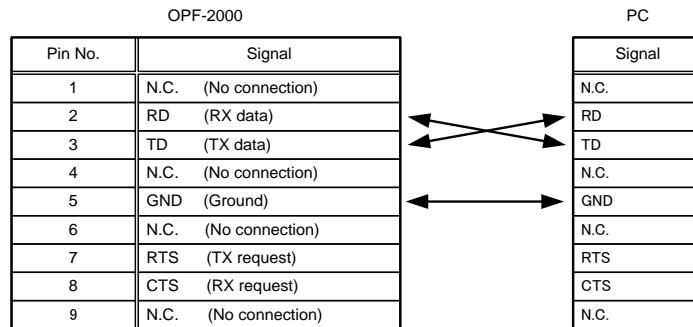 OPF-2000 PC
Pin No. Signal Signal
1 N.C. (No connection) N.C.
2 RD (RX data) RD
3 TD (TX data) TD
4 N.C. (No connection) N.C.
5 GND (Ground) GND
6 N.C. (No connection) N.C.
7 RTS (TX request) RTS
8 CTS (RX request) CTS
9 N.C. (No connection) N.C.